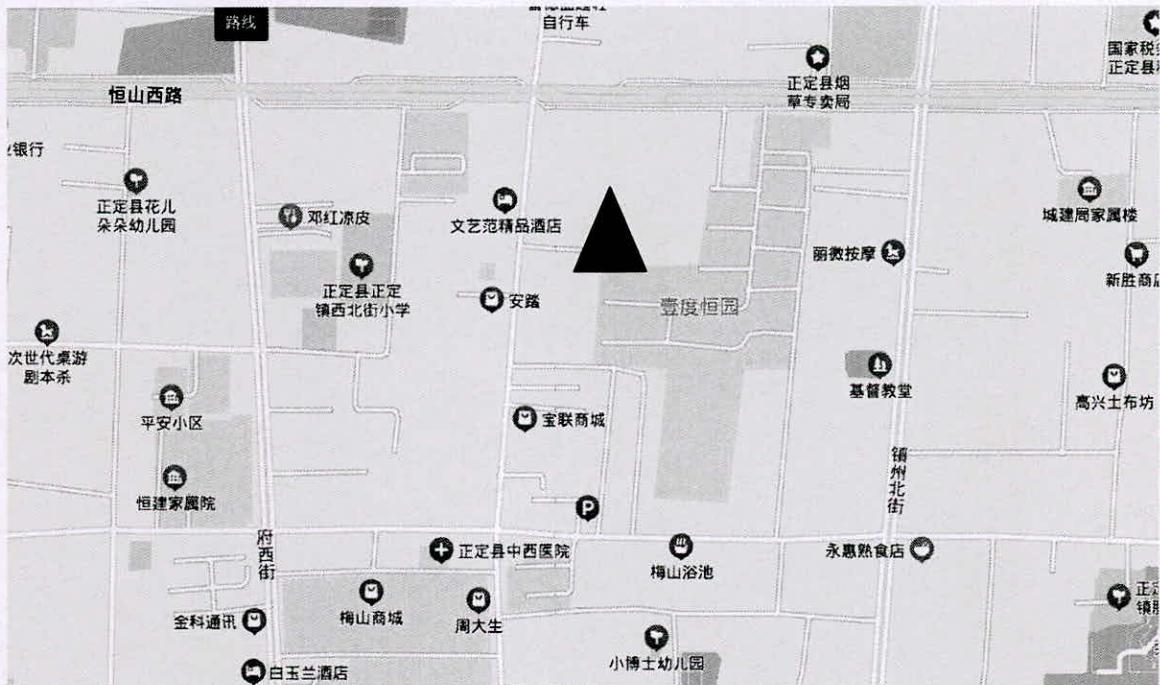 路线
自行车
国家税
正定县
正定县烟
草专卖局
恒山西路
银行
正定县花儿
朵朵幼儿园
邓红凉皮
文艺范精品酒店
城建局家属楼
丽微按摩
新胜商店
正定县正定
镇西北街小学
安踏
壹度恒园
次世代桌游
剧本杀
基督教堂
高兴土布坊
平安小区
宝联商城
镇州北街
恒建家属院
P
府西街
正定县中西医院
梅山浴池
永惠熟食店
梅山商城
周大生
金科通讯
小博士幼儿园
白玉兰酒店